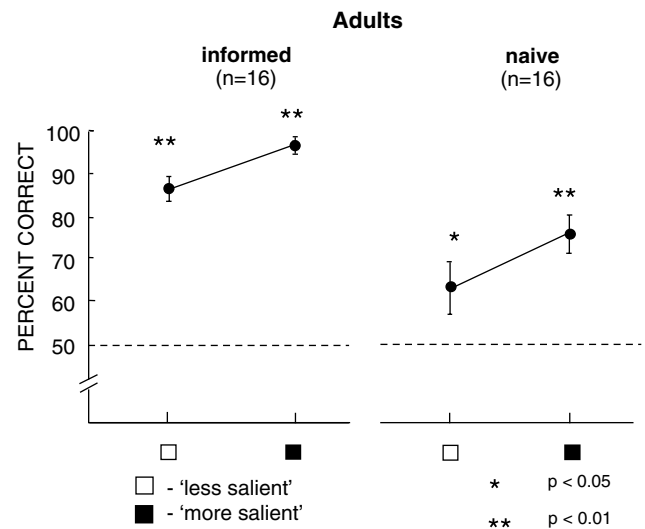 Adults
informed
(n=16)
naive
(n=16)
PERCENT CORRECT
100
90
80
70
60
50
**
**
*
**
- 'less salient'
- 'more salient'
* p < 0.05
** p < 0.01